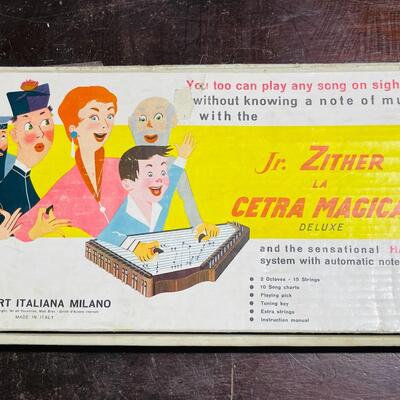 You too can play any song on sigh
without knowing a note of mu
with the
Jr. ZITHER
LA
CETRA MAGICA
DELUXE
and the sensational Ha
system with automatic note
• 2 Octaves - 15 Strings
• 10 Song charts
• Playing pick
• Tuning key
• Extra strings
• Instruction manual
RT ITALIANA MILANO
MADE IN ITALY